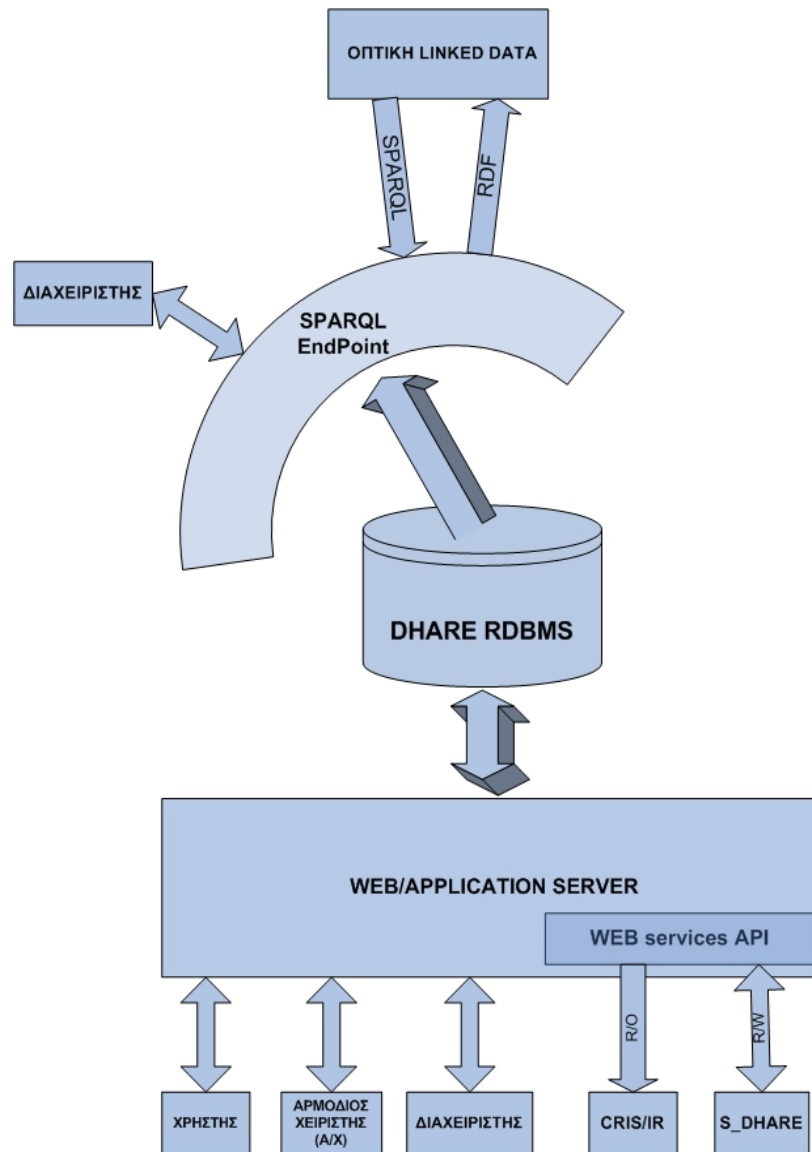 ΟΠΤΙΚΗ LINKED DATA
SPARQL
RDF
ΔΙΑΧΕΙΡΙΣΤΗΣ
SPARQL
EndPoint
DHARE RDBMS
WEB/APPLICATION SERVER
WEB services API
R/O
R/W
ΧΡΗΣΤΗΣ
ΑΡΜΟΔΙΟΣ
ΧΕΙΡΙΣΤΗΣ
(Α/Χ)
ΔΙΑΧΕΙΡΙΣΤΗΣ
CRIS/IR
S_DHARE